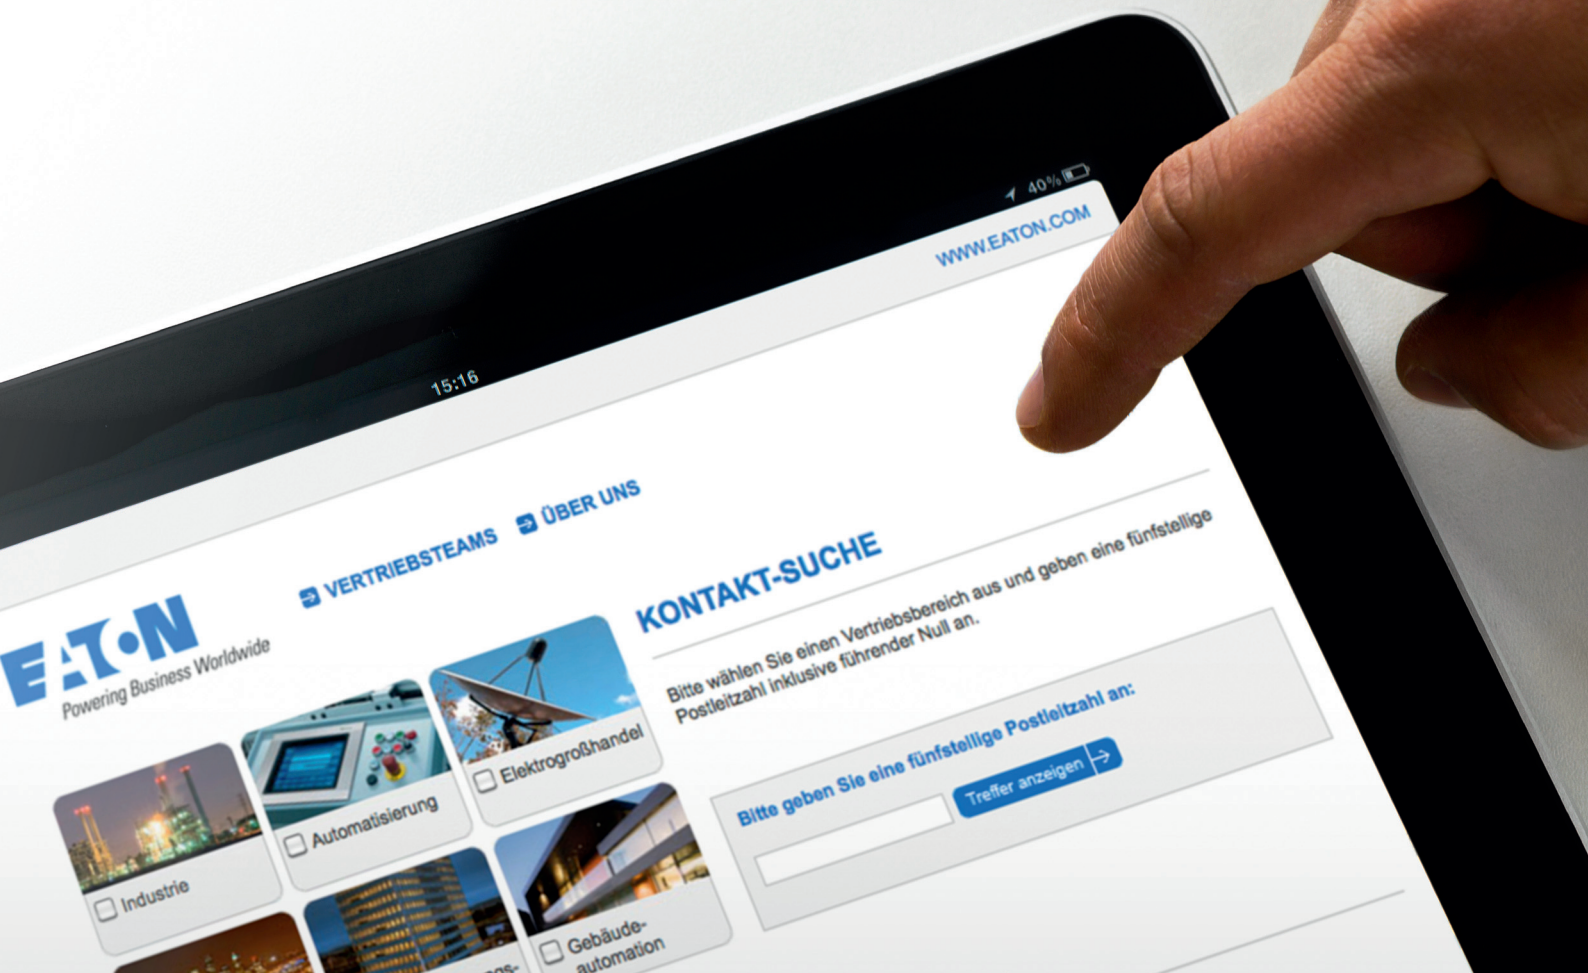 40%
WWW.EATON.COM
15:16
VERTRIEBSTEAMS
ÜBER UNS
EATON
Powering Business Worldwide
KONTAKT-SUCHE
Bitte wählen Sie einen Vertriebsbereich aus und geben eine fünfstellige
Postleitzahl inklusive führender Null an.
Bitte geben Sie eine fünfstellige Postleitzahl an:
Treffer anzeigen
Industrie
Automatisierung
Elektrogroßhandel
Gebäude-
automation